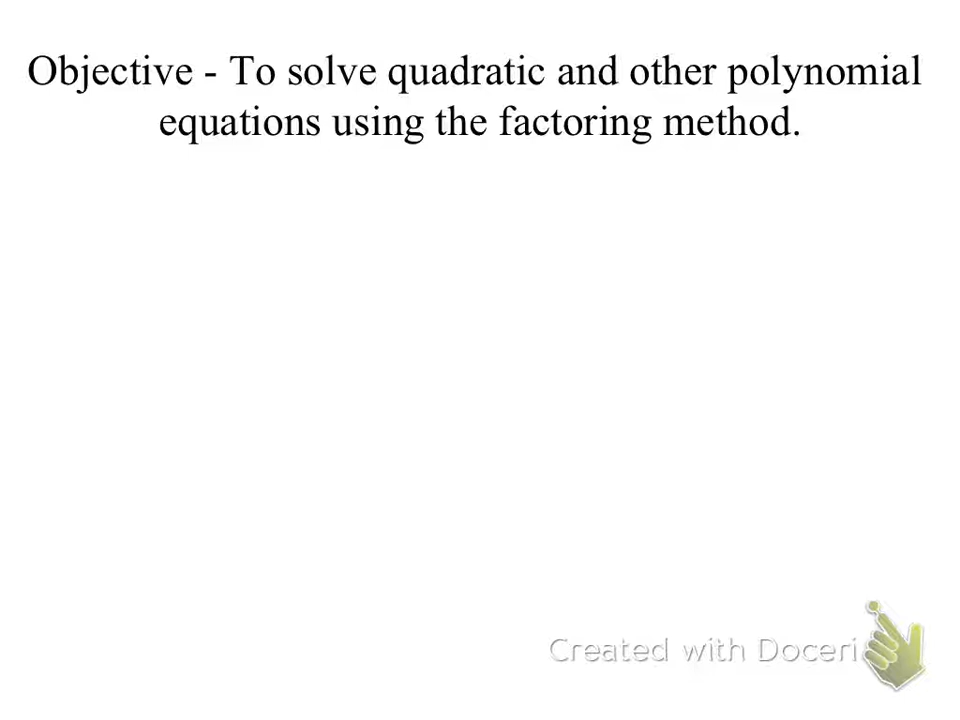 Objective - To solve quadratic and other polynomial
equations using the factoring method.
Created with Doceri